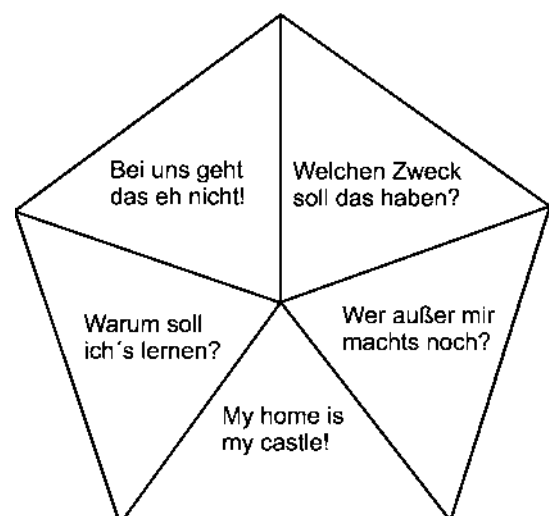 Bei uns geht
das eh nicht!
Welchen Zweck
soll das haben?
Warum soll
ich´s lernen?
Wer außer mir
machts noch?
My home is
my castle!